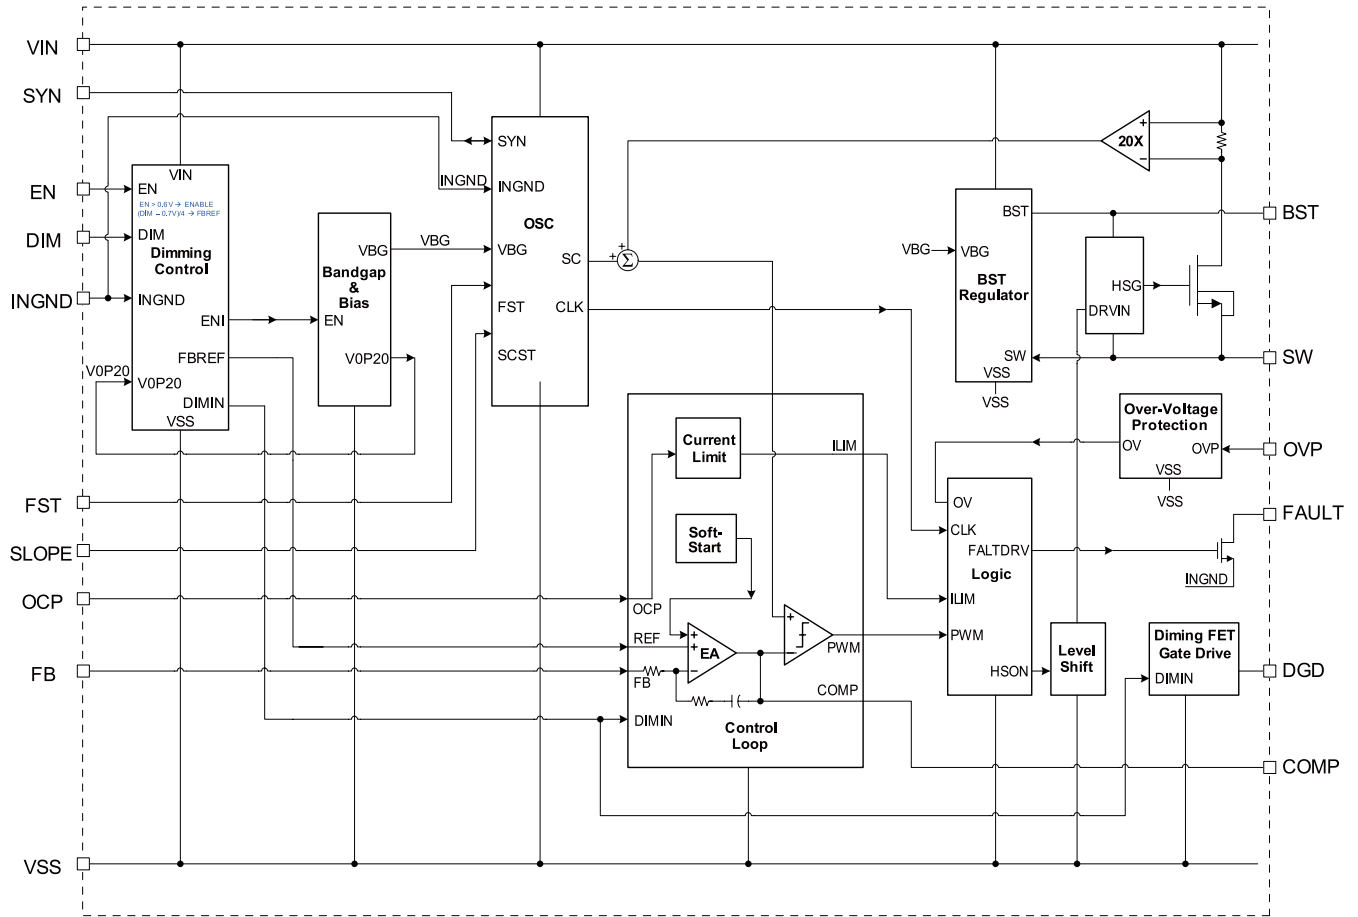 VIN
SYN
EN
DIM
INGND
FST
SLOPE
OCP
FB
VSS
VIN
EN
EN > 0.6V → ENABLE
(DIM – 0.7V)/4 → FBREF
DIM
Dimming
Control
INGND
ENI
FBREF
V0P20
V0P20
DIMIN
VSS
VBG
Bandgap
&
Bias
EN
V0P20
VBG
INGND
SYN
INGND
OSC
VBG
SC
FST
CLK
SCST
+
+
Σ
20X
+
–
BST
VBG
VBG
BST
Regulator
SW
VSS
VSS
HSG
DRVIN
Over-Voltage
Protection
OV
OVP
VSS
VSS
Current
Limit
ILIM
Soft-
Start
OCP
REF
FB
DIMIN
+
+
–
EA
+
–
PWM
COMP
Control
Loop
OV
CLK
FALTDRV
Logic
ILIM
PWM
HSON
INGND
Level
Shift
Diming FET
Gate Drive
DIMIN
BST
SW
OVP
FAULT
DGD
COMP